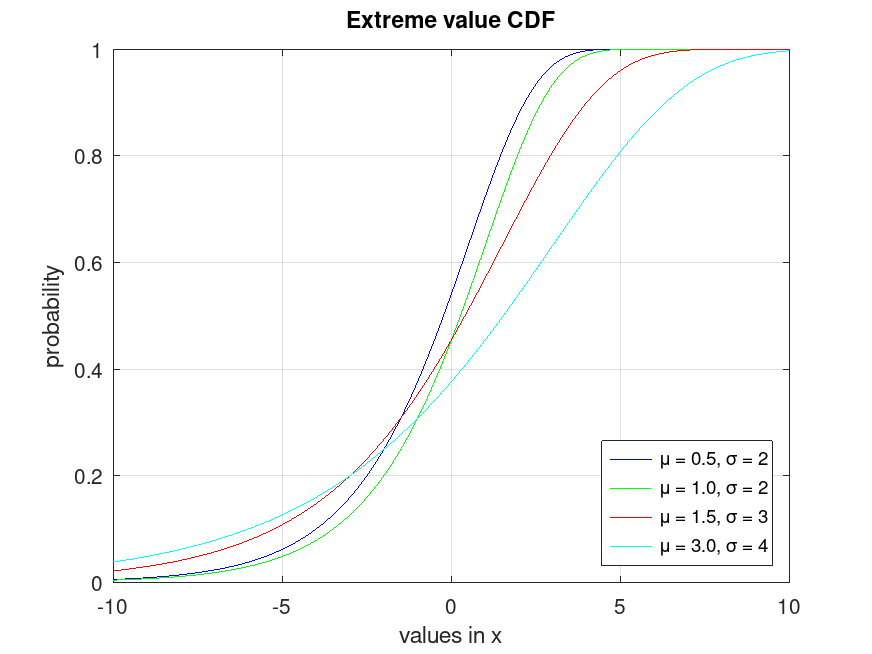 Extreme value CDF
1
0.8
0.6
0.4
0.2
0
probability
-10
-5
0
5
10
values in x
μ = 0.5, σ = 2
μ = 1.0, σ = 2
μ = 1.5, σ = 3
μ = 3.0, σ = 4